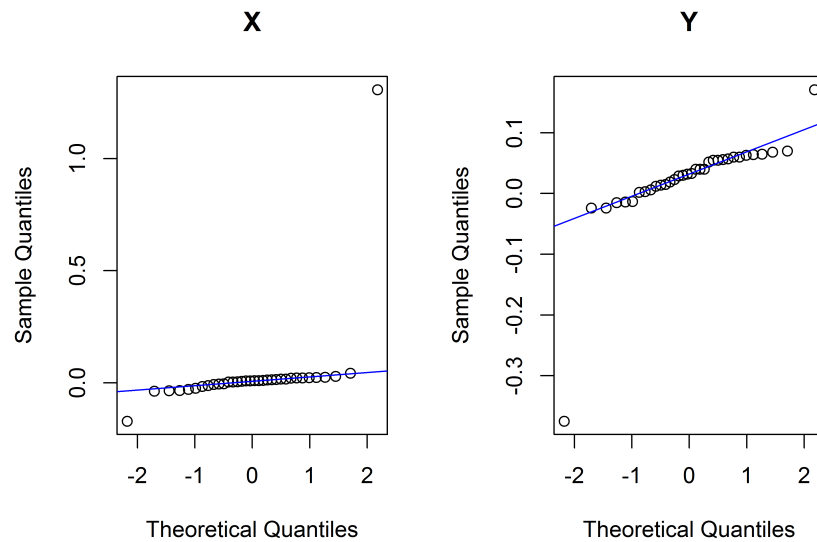 X
Sample Quantiles
1.0
0.5
0.0
-2 -1 0 1 2
Theoretical Quantiles
Y
Sample Quantiles
0.1
0.0
-0.1
-0.2
-0.3
-2 -1 0 1 2
Theoretical Quantiles